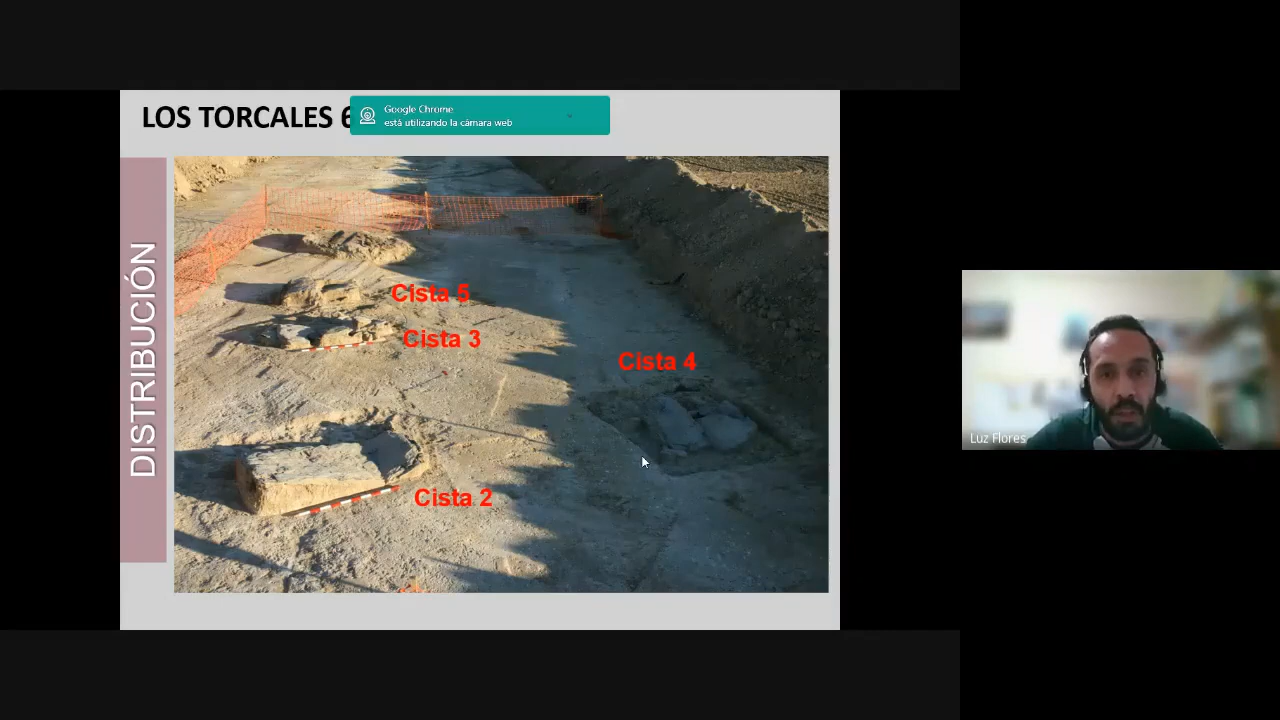 LOS TORCALES 6
Google Chrome
está utilizando la cámara web
DISTRIBUCIÓN
Cista 5
Cista 3
Cista 4
Cista 2
Luz Flores